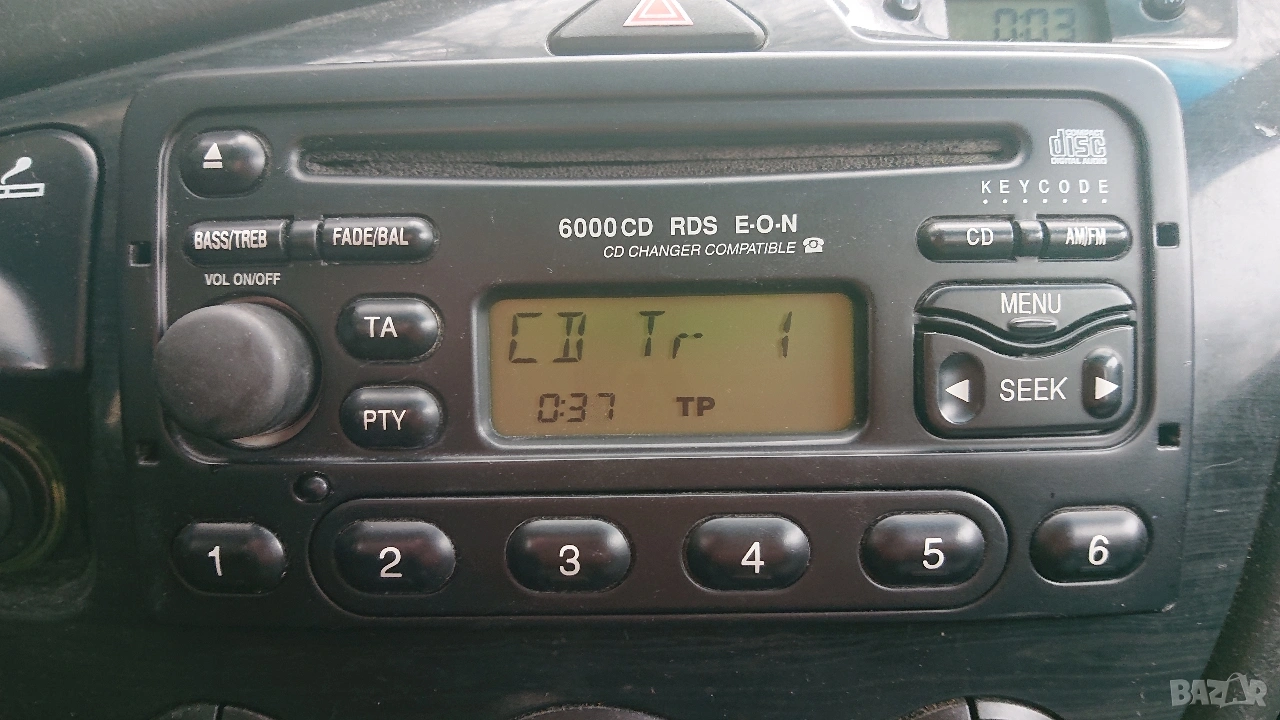 0:03
COMPACT
disc
DIGITAL AUDIO
KEYCODE
6000CD RDS E-O-N
CD CHANGER COMPATIBLE
BASS/TREB FADE/BAL
CD AM/FM
VOL ON/OFF
MENU
TA
CD Tr 1
SEEK
PTY
0:37 TP
1 2 3 4 5 6
BAZAR